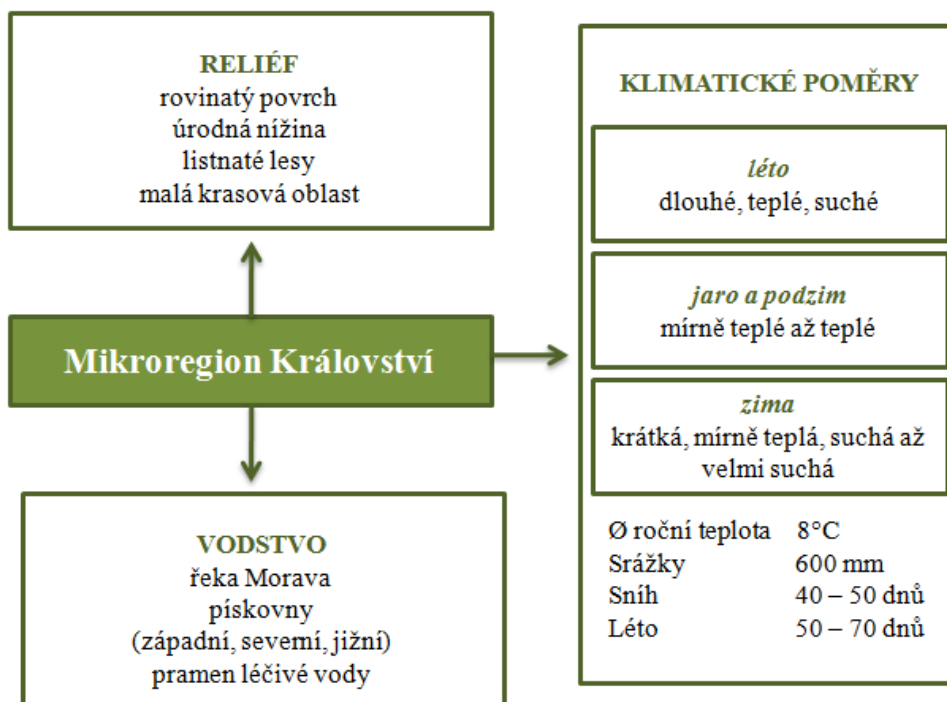 RELIÉF
rovinatý povrch
úrodná nížina
listnaté lesy
malá krasová oblast
Mikroregion Království
VODSTVO
řeka Morava
pískovny
(západní, severní, jižní)
pramen léčivé vody
KLIMATICKÉ POMĚRY
léto
dlouhé, teplé, suché
jaro a podzim
mírně teplé až teplé
zima
krátká, mírně teplá, suchá až
velmi suchá
Ø roční teplota 8°C
Srážky 600 mm
Sníh 40 – 50 dnů
Léto 50 – 70 dnů